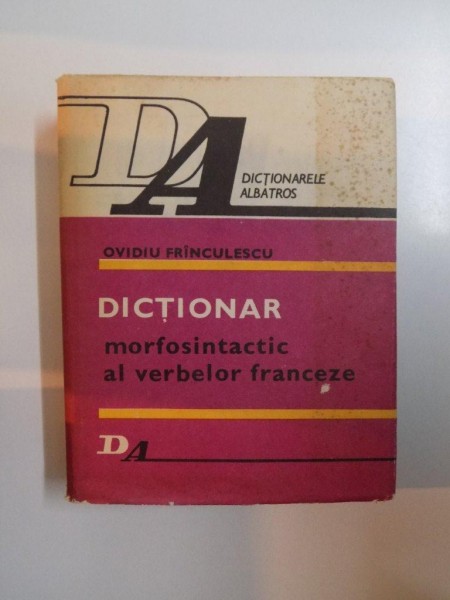 DA
DICȚIONARELE
ALBATROS
OVIDIU FRÎNCULESCU
DICȚIONAR
morfosintactic
al verbelor franceze
DA